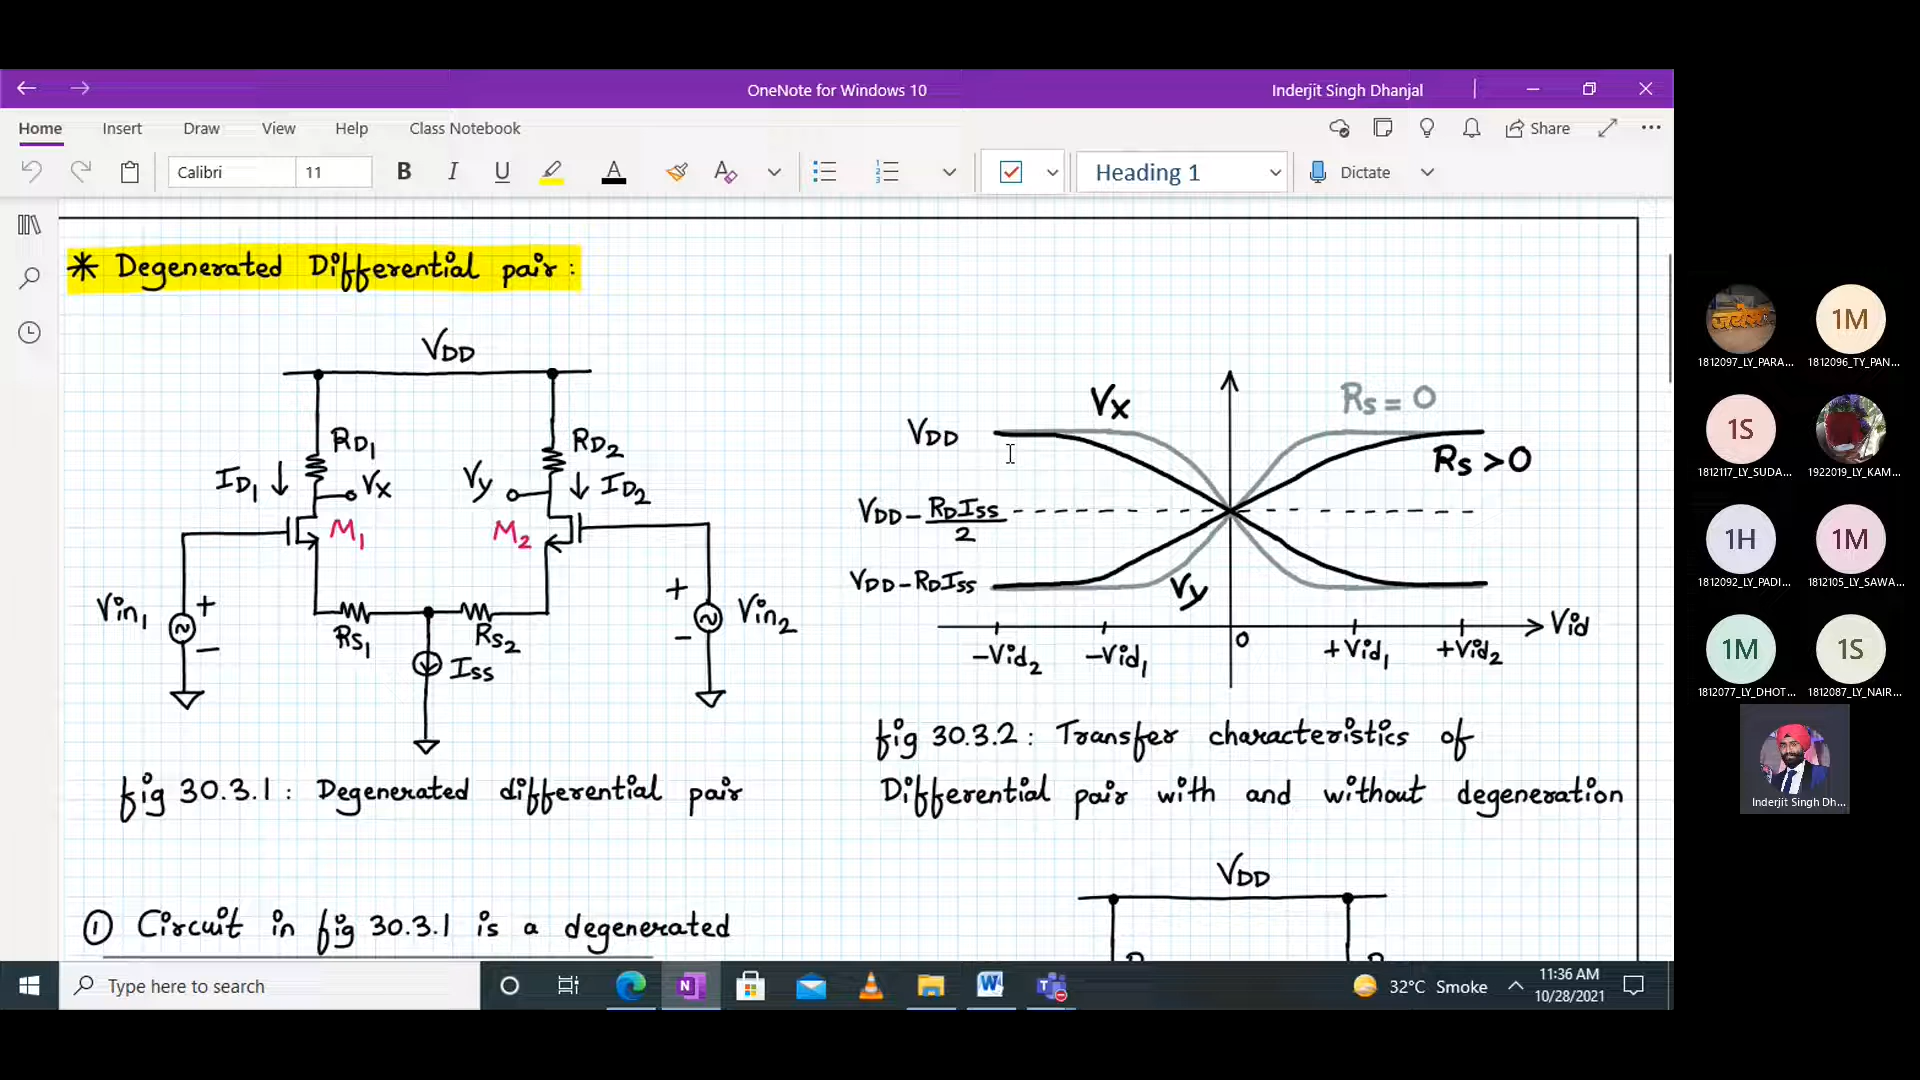 OneNote for Windows 10
Inderjit Singh Dhanjal
Home Insert Draw View Help Class Notebook
Share
Calibri 11 B I U A Heading 1 Dictate
* Degenerated Differential pair:
VDD
RD1 RD2
ID1 Vx Vy ID2
M1 M2
Vin1 + - + - Vin2
RS1 RS2
ISS
fig 30.3.1: Degenerated differential pair
Vx RS = 0
VDD
RS > 0
VDD - RDISS/2
VDD - RDISS
Vy
Vid
-Vid2 -Vid1 0 +Vid1 +Vid2
fig 30.3.2: Transfer characteristics of
Differential pair with and without degeneration
VDD
① Circuit in fig 30.3.1 is a degenerated
1812097_LY_PARA... 1M 1812096_TY_PAN...
1S 1812117_LY_SUDA... 1922019_LY_KAM...
1H 1812092_LY_PADI... 1M 1812105_LY_SAWA...
1M 1812077_LY_DHOT... 1S 1812087_LY_NAIR...
Inderjit Singh Dh...
Type here to search
32°C Smoke
11:36 AM
10/28/2021